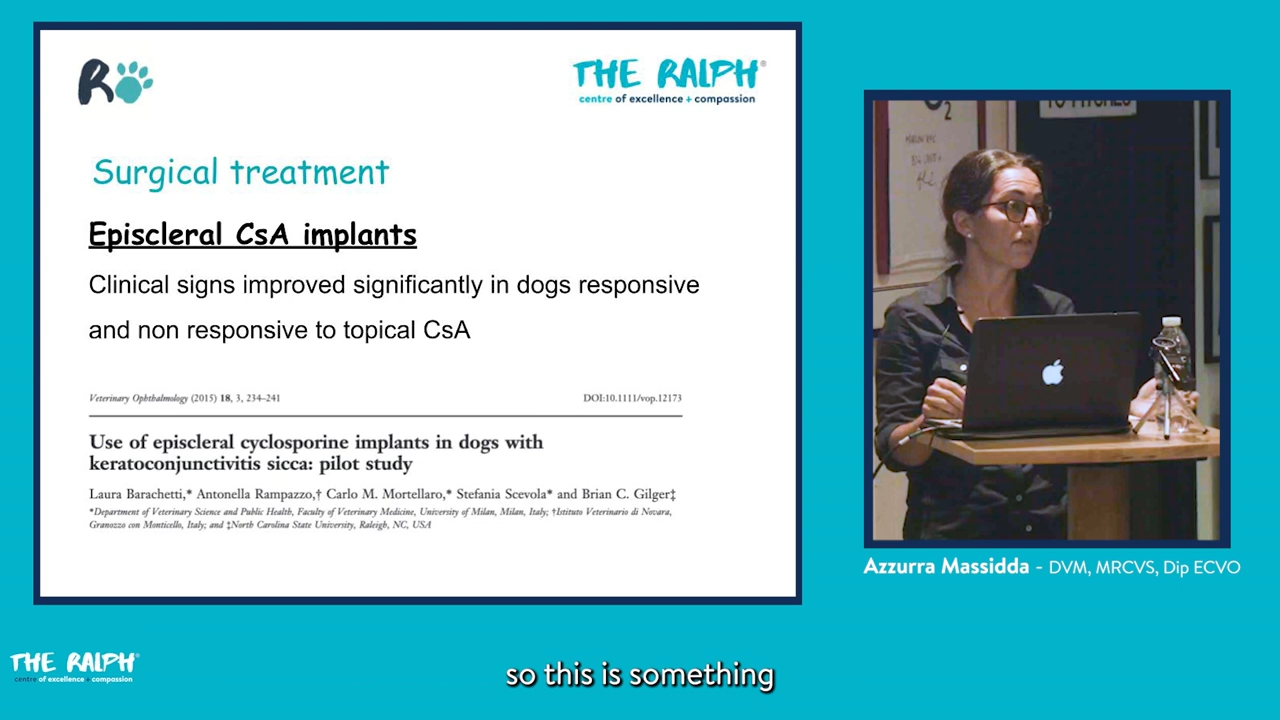 R
THE RALPH®
centre of excellence + compassion
Surgical treatment
Episcleral CsA implants
Clinical signs improved significantly in dogs responsive
and non responsive to topical CsA
Veterinary Ophthalmology (2015) 18, 3, 234–241
DOI:10.1111/vop.12173
Use of episcleral cyclosporine implants in dogs with
keratoconjunctivitis sicca: pilot study
Laura Barachetti,* Antonella Rampazzo,† Carlo M. Mortellaro,* Stefania Scevola* and Brian C. Gilger‡
*Department of Veterinary Science and Public Health, Faculty of Veterinary Medicine, University of Milan, Milan, Italy; †Istituto Veterinario di Novara,
Granozzo con Monticello, Italy; and ‡North Carolina State University, Raleigh, NC, USA
2
Azzurra Massidda - DVM, MRCVS, Dip ECVO
THE RALPH®
centre of excellence + compassion
so this is something